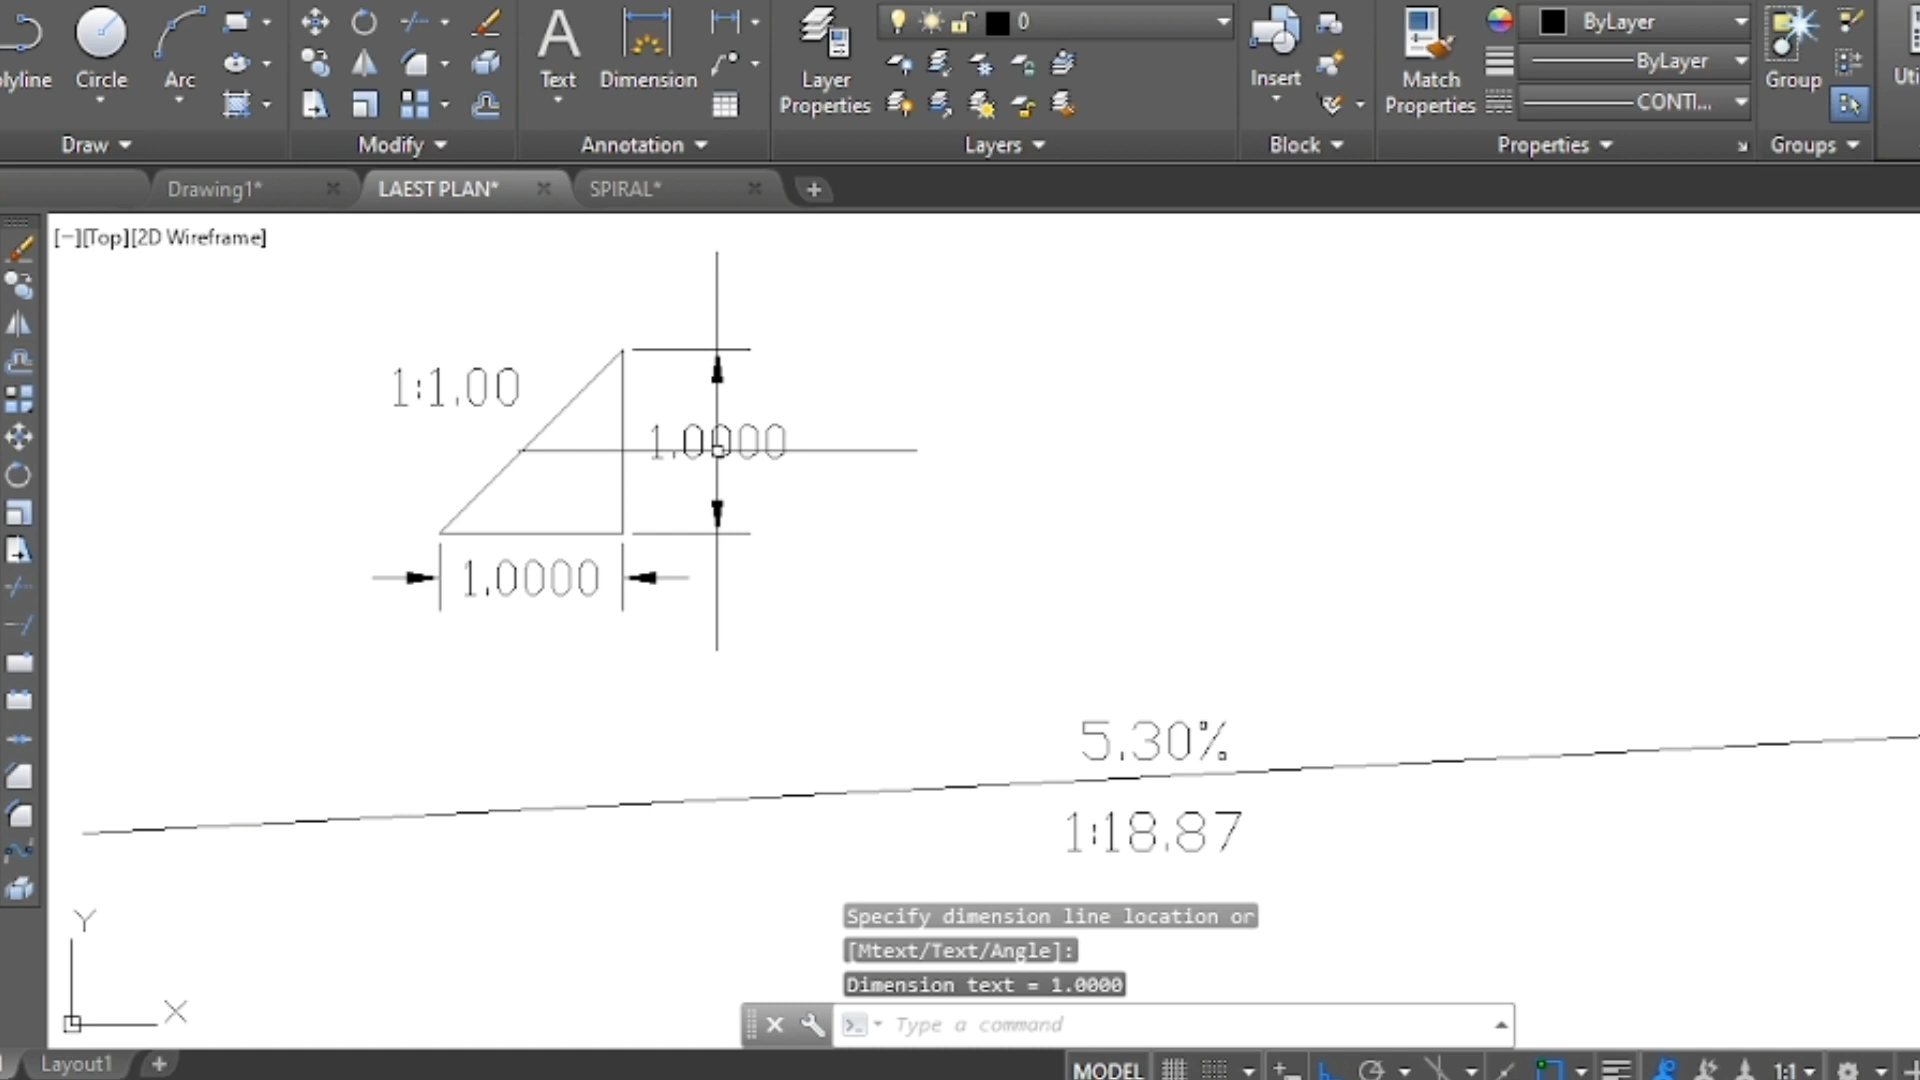 olyline Circle Arc Text Dimension Layer Properties 0 Insert Match Properties ByLayer ByLayer CONTI... Group
Draw Modify Annotation Layers Block Properties Groups
Drawing1* LAEST PLAN* SPIRAL*
[−][Top][2D Wireframe]
1:1.00
1.0000
1.0000
5.30%
1:18.87
Y
X
Specify dimension line location or
[Mtext/Text/Angle]:
Dimension text = 1.0000
Type a command
Layout1
MODEL 1:1